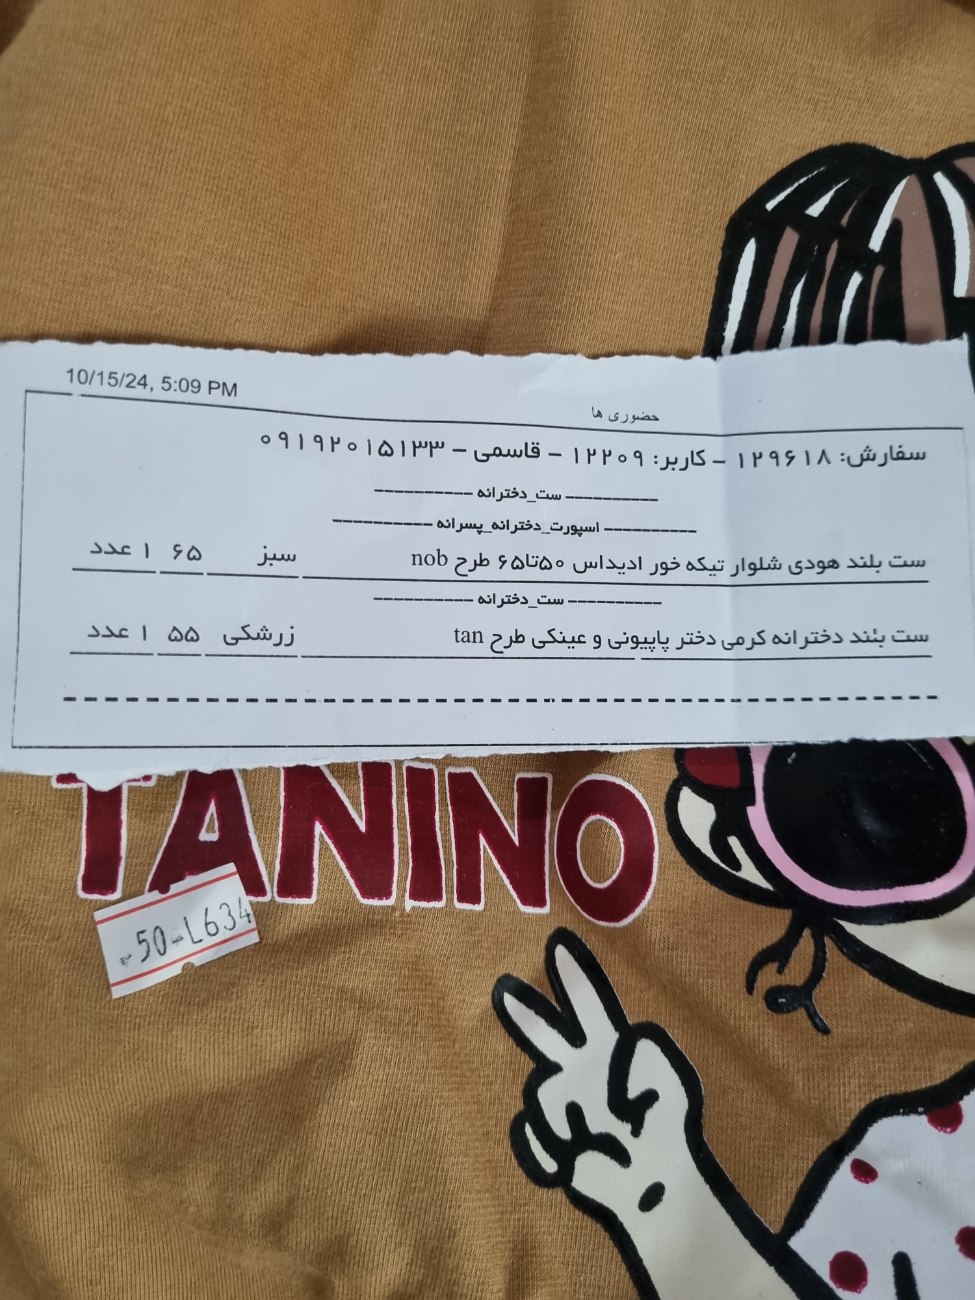 10/15/24, 5:09 PM
حضوری ها
سفارش: ۱۲۹۶۱۸ - کاربر: ۱۲۲۰۹ - قاسمی - ۰۹۱۹۲۰۱۵۱۳۳
---------- ست_دخترانه ----------
---------- اسپورت_دخترانه_پسرانه ----------
ست بلند هودی شلوار تیکه خور ادیداس ۵۰تا۶۵ طرح nob سبز ۶۵ ۱ عدد
---------- ست_دخترانه ----------
ست بلند دخترانه کرمی دختر پاپیونی و عینکی طرح tan زرشکی ۵۵ ۱ عدد
TANINO
50-L634